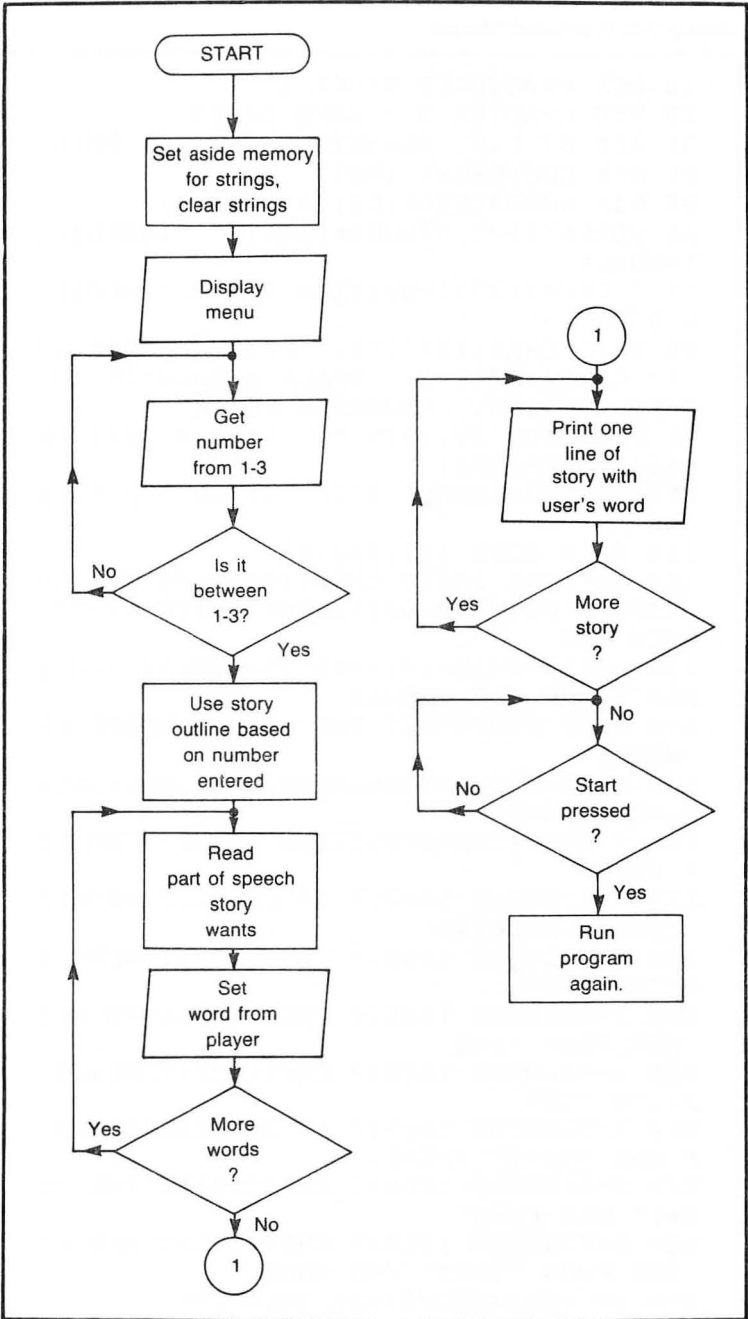 START
Set aside memory
for strings,
clear strings
Display
menu
Get
number
from 1-3
No
Is it
between
1-3?
Yes
Use story
outline based
on number
entered
Read
part of speech
story
wants
Set
word from
player
Yes
More
words
?
No
1
1
Print one
line of
story with
user's word
Yes
More
story
?
No
No
Start
pressed
?
Yes
Run
program
again.